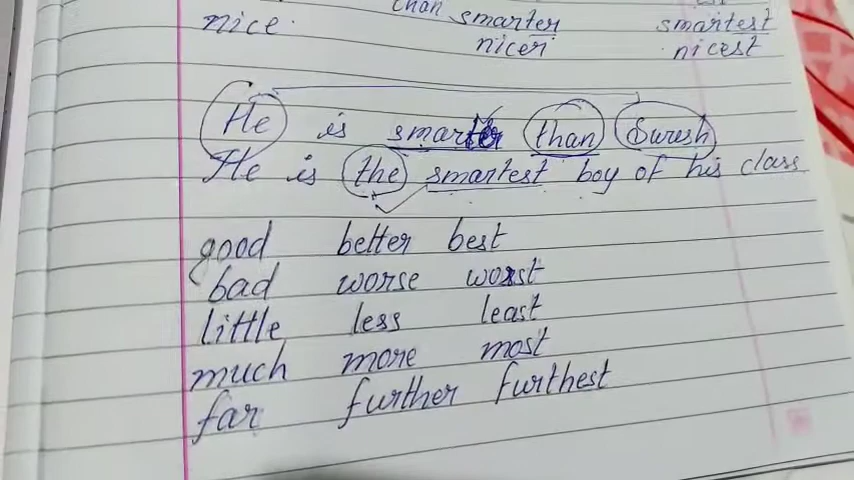 than smarter smartest
nice. nicer nicest
He is smarter than Suresh
He is the smartest boy of his class
good better best
bad worse worst
little less least
much more most
far further furthest